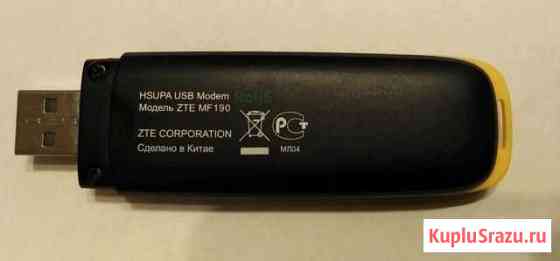 HSUPA USB Modem
Модель ZTE MF190
ZTE CORPORATION
Сделано в Китае
МЛ04
KupluSrazu.ru